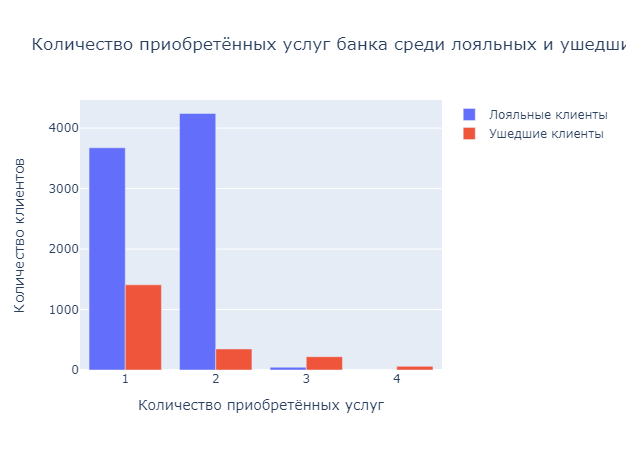 Количество приобретённых услуг банка среди лояльных и
Лояльные клиенты
Ушедшие клиенты
Количество клиентов
4000
3000
2000
1000
0
1 2 3 4
Количество приобретённых услуг